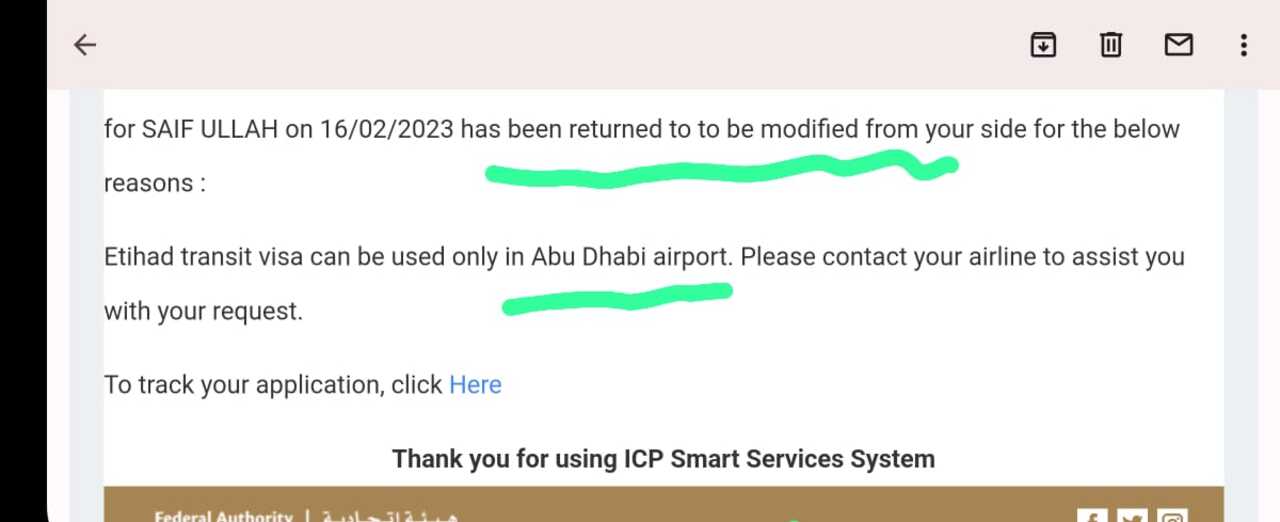 for SAIF ULLAH on 16/02/2023 has been returned to to be modified from your side for the below
reasons :
Etihad transit visa can be used only in Abu Dhabi airport. Please contact your airline to assist you
with your request.
To track your application, click Here
Thank you for using ICP Smart Services System
Federal Authority | هيئة اتحادية